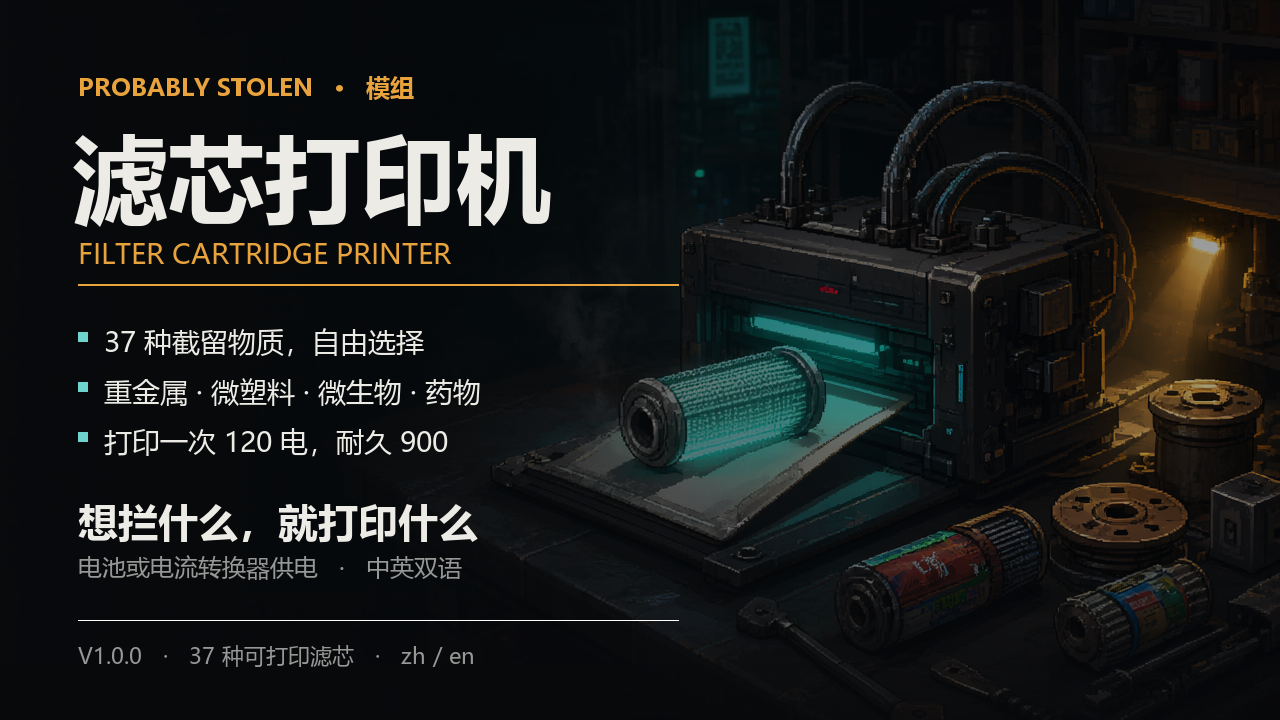 PROBABLY STOLEN • 模组
滤芯打印机
FILTER CARTRIDGE PRINTER
37 种截留物质，自由选择
重金属 · 微塑料 · 微生物 · 药物
打印一次 120 电，耐久 900
想拦什么，就打印什么
电池或电流转换器供电 · 中英双语
V1.0.0 · 37 种可打印滤芯 · zh / en